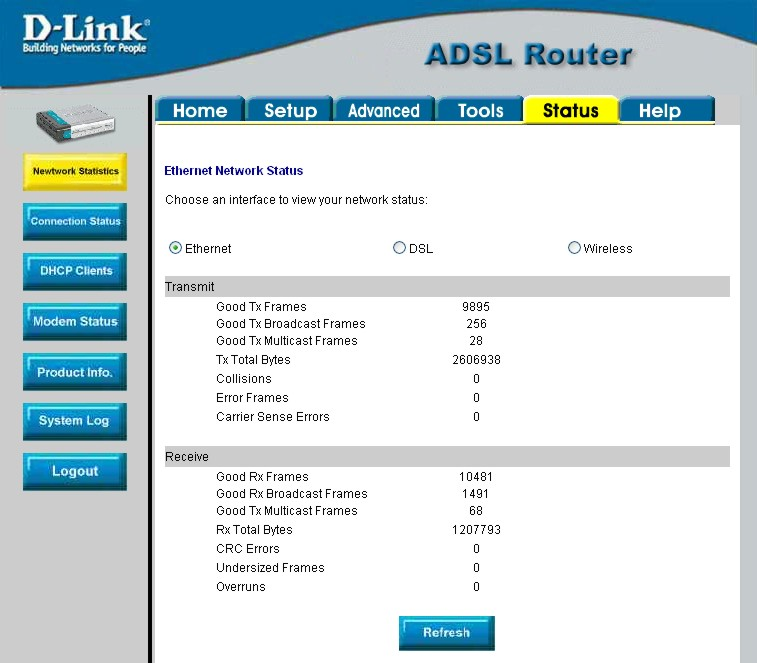 D-Link®
Building Networks for People
ADSL Router
Home Setup Advanced Tools Status Help
Newtwork Statistics
Connection Status
DHCP Clients
Modem Status
Product Info.
System Log
Logout
Ethernet Network Status
Choose an interface to view your network status:
Ethernet DSL Wireless
Transmit
Good Tx Frames 9895
Good Tx Broadcast Frames 256
Good Tx Multicast Frames 28
Tx Total Bytes 2606938
Collisions 0
Error Frames 0
Carrier Sense Errors 0
Receive
Good Rx Frames 10481
Good Rx Broadcast Frames 1491
Good Tx Multicast Frames 68
Rx Total Bytes 1207793
CRC Errors 0
Undersized Frames 0
Overruns 0
Refresh